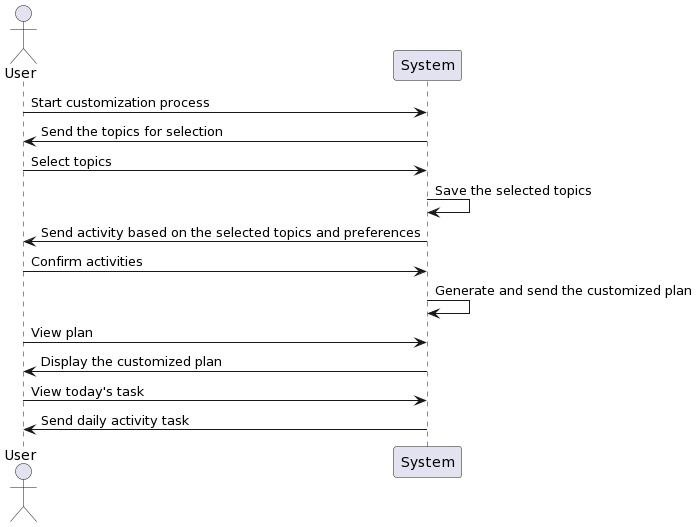 User
System
Start customization process
Send the topics for selection
Select topics
Save the selected topics
Send activity based on the selected topics and preferences
Confirm activities
Generate and send the customized plan
View plan
Display the customized plan
View today's task
Send daily activity task
User
System